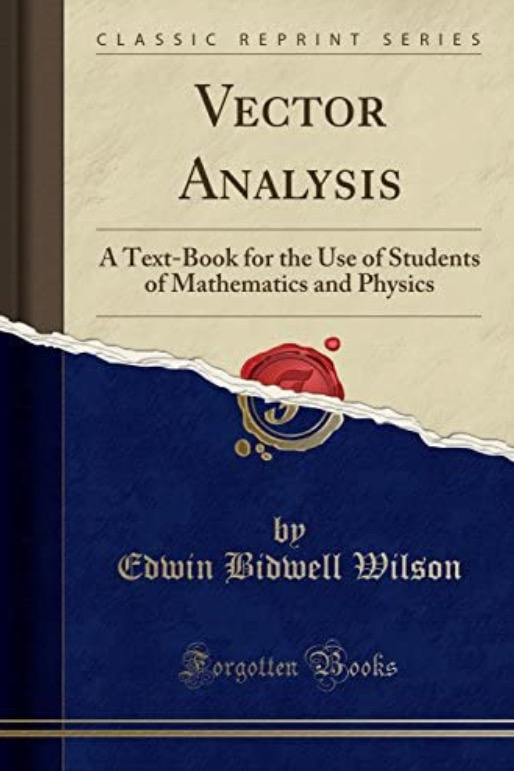 CLASSIC REPRINT SERIES
VECTOR
ANALYSIS
A Text-Book for the Use of Students
of Mathematics and Physics
F
by
Edwin Bidwell Wilson
Forgotten Books